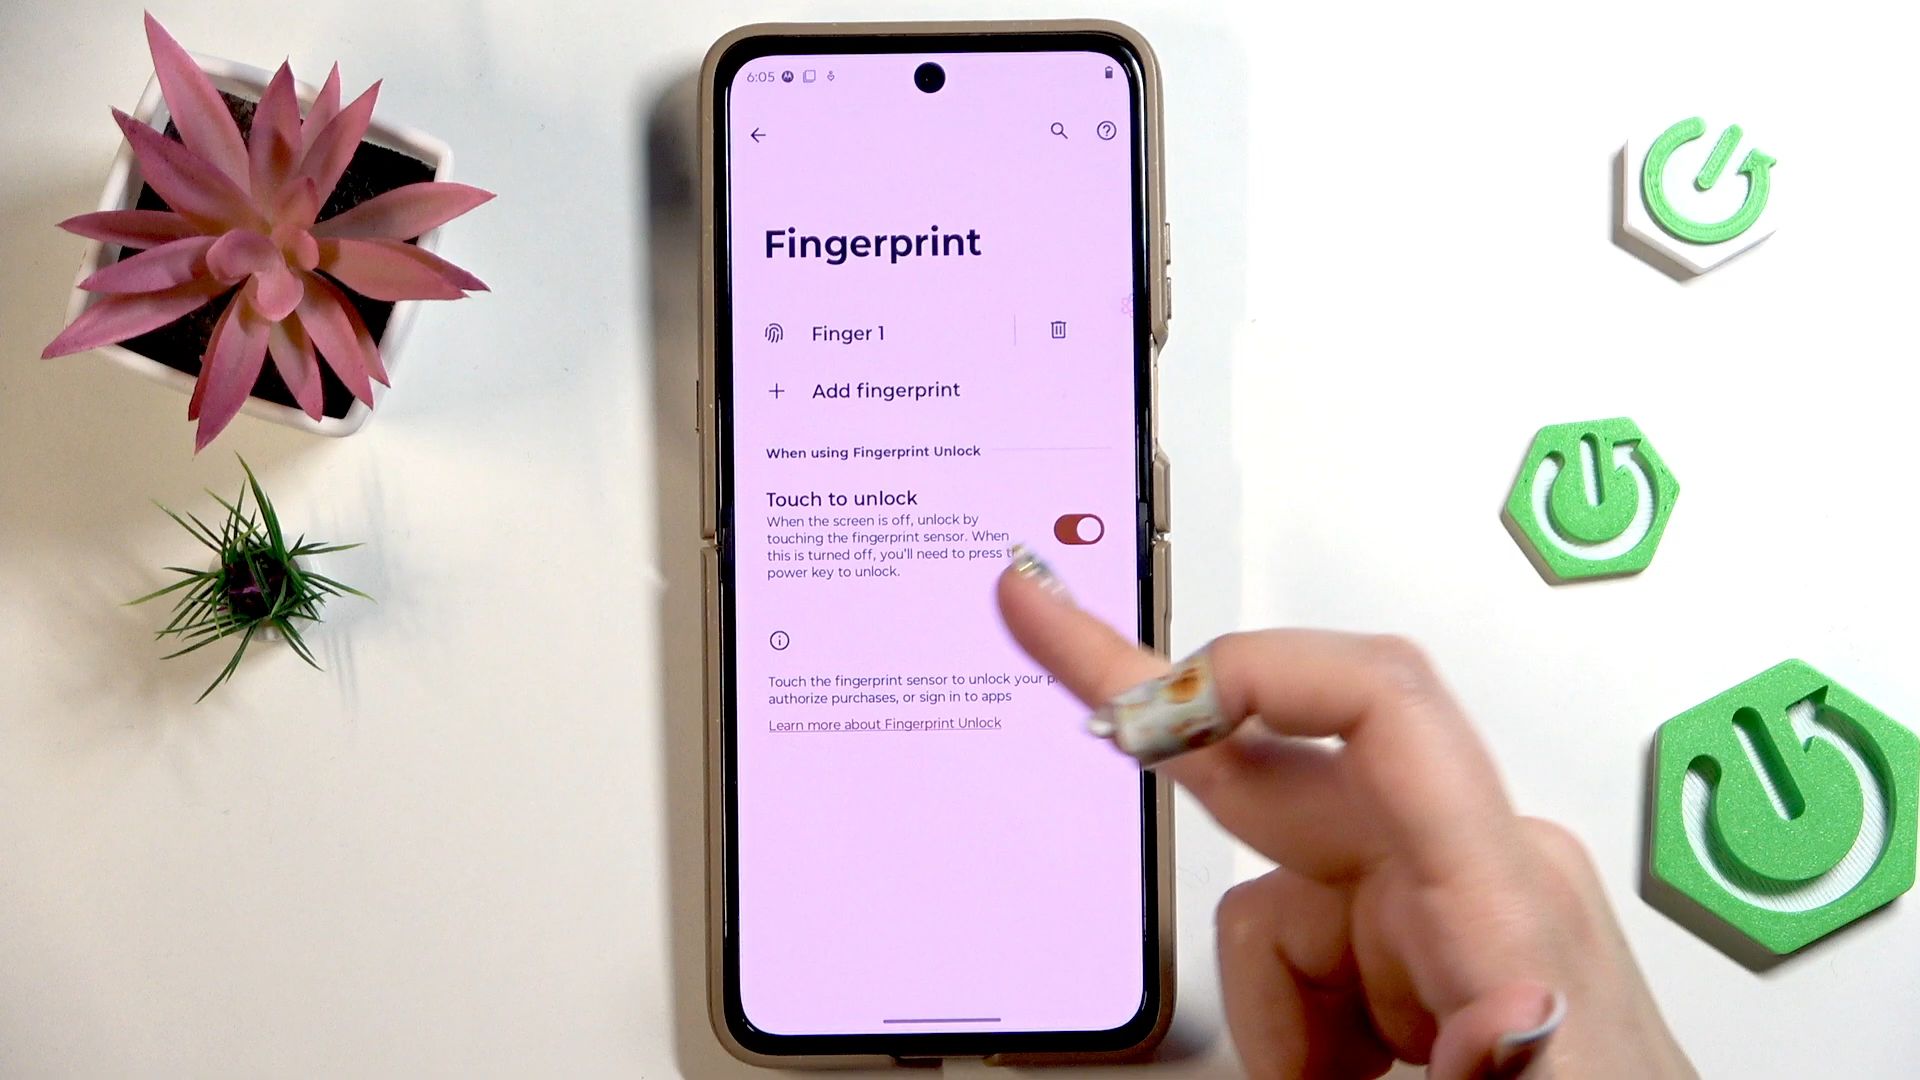 6:05
Fingerprint
Finger 1
Add fingerprint
When using Fingerprint Unlock
Touch to unlock
When the screen is off, unlock by
touching the fingerprint sensor. When
this is turned off, you'll need to press
power key to unlock.
Touch the fingerprint sensor to unlock your
authorize purchases, or sign in to apps
Learn more about Fingerprint Unlock